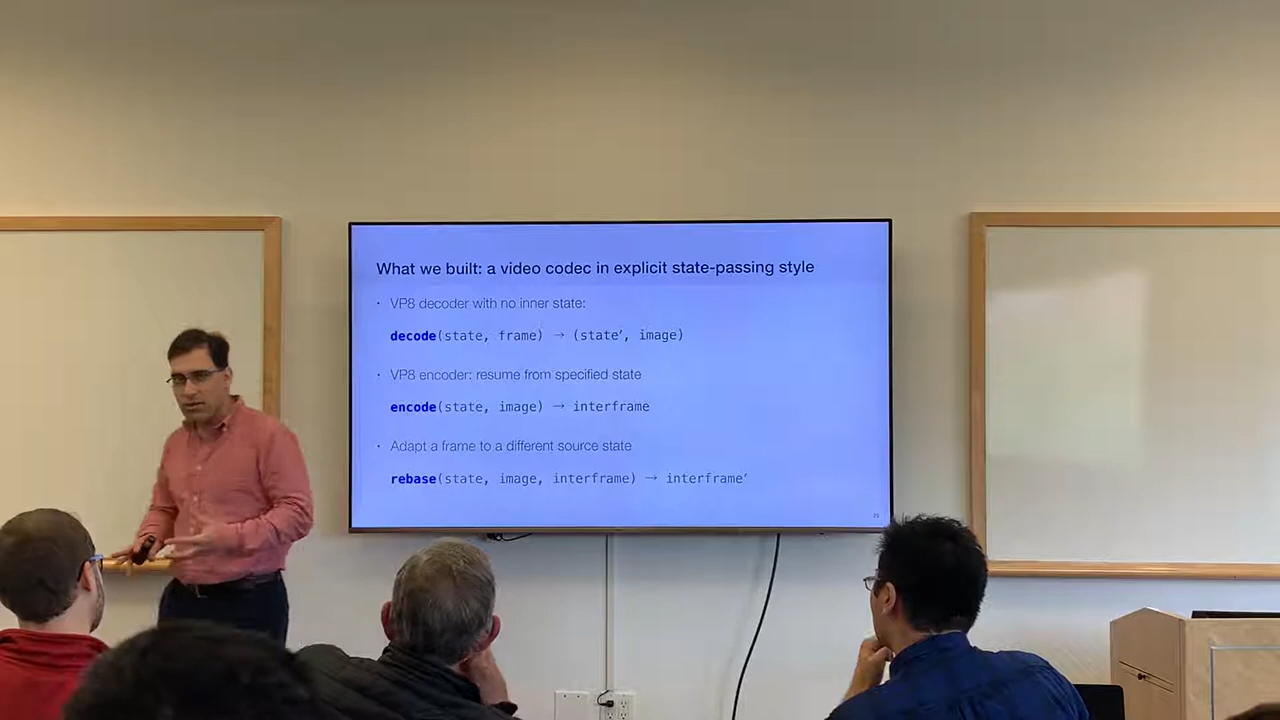 What we built: a video codec in explicit state-passing style
· VP8 decoder with no inner state:
decode(state, frame) → (state′, image)
· VP8 encoder: resume from specified state
encode(state, image) → interframe
· Adapt a frame to a different source state
rebase(state, image, interframe) → interframe′